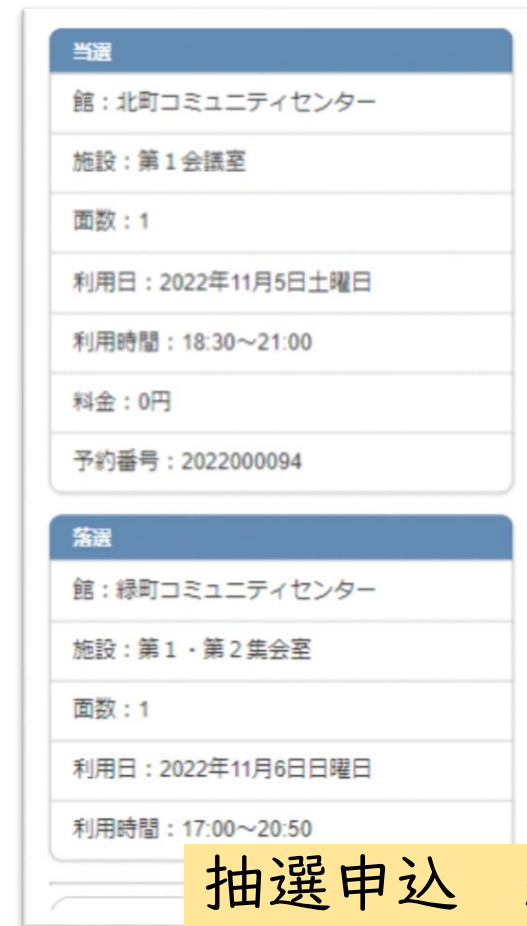 当選
館：北町コミュニティセンター
施設：第１会議室
面数：1
利用日：2022年11月5日土曜日
利用時間：18:30～21:00
料金：0円
予約番号：2022000094
落選
館：緑町コミュニティセンター
施設：第１・第２集会室
面数：1
利用日：2022年11月6日日曜日
利用時間：17:00～20:50
抽選申込